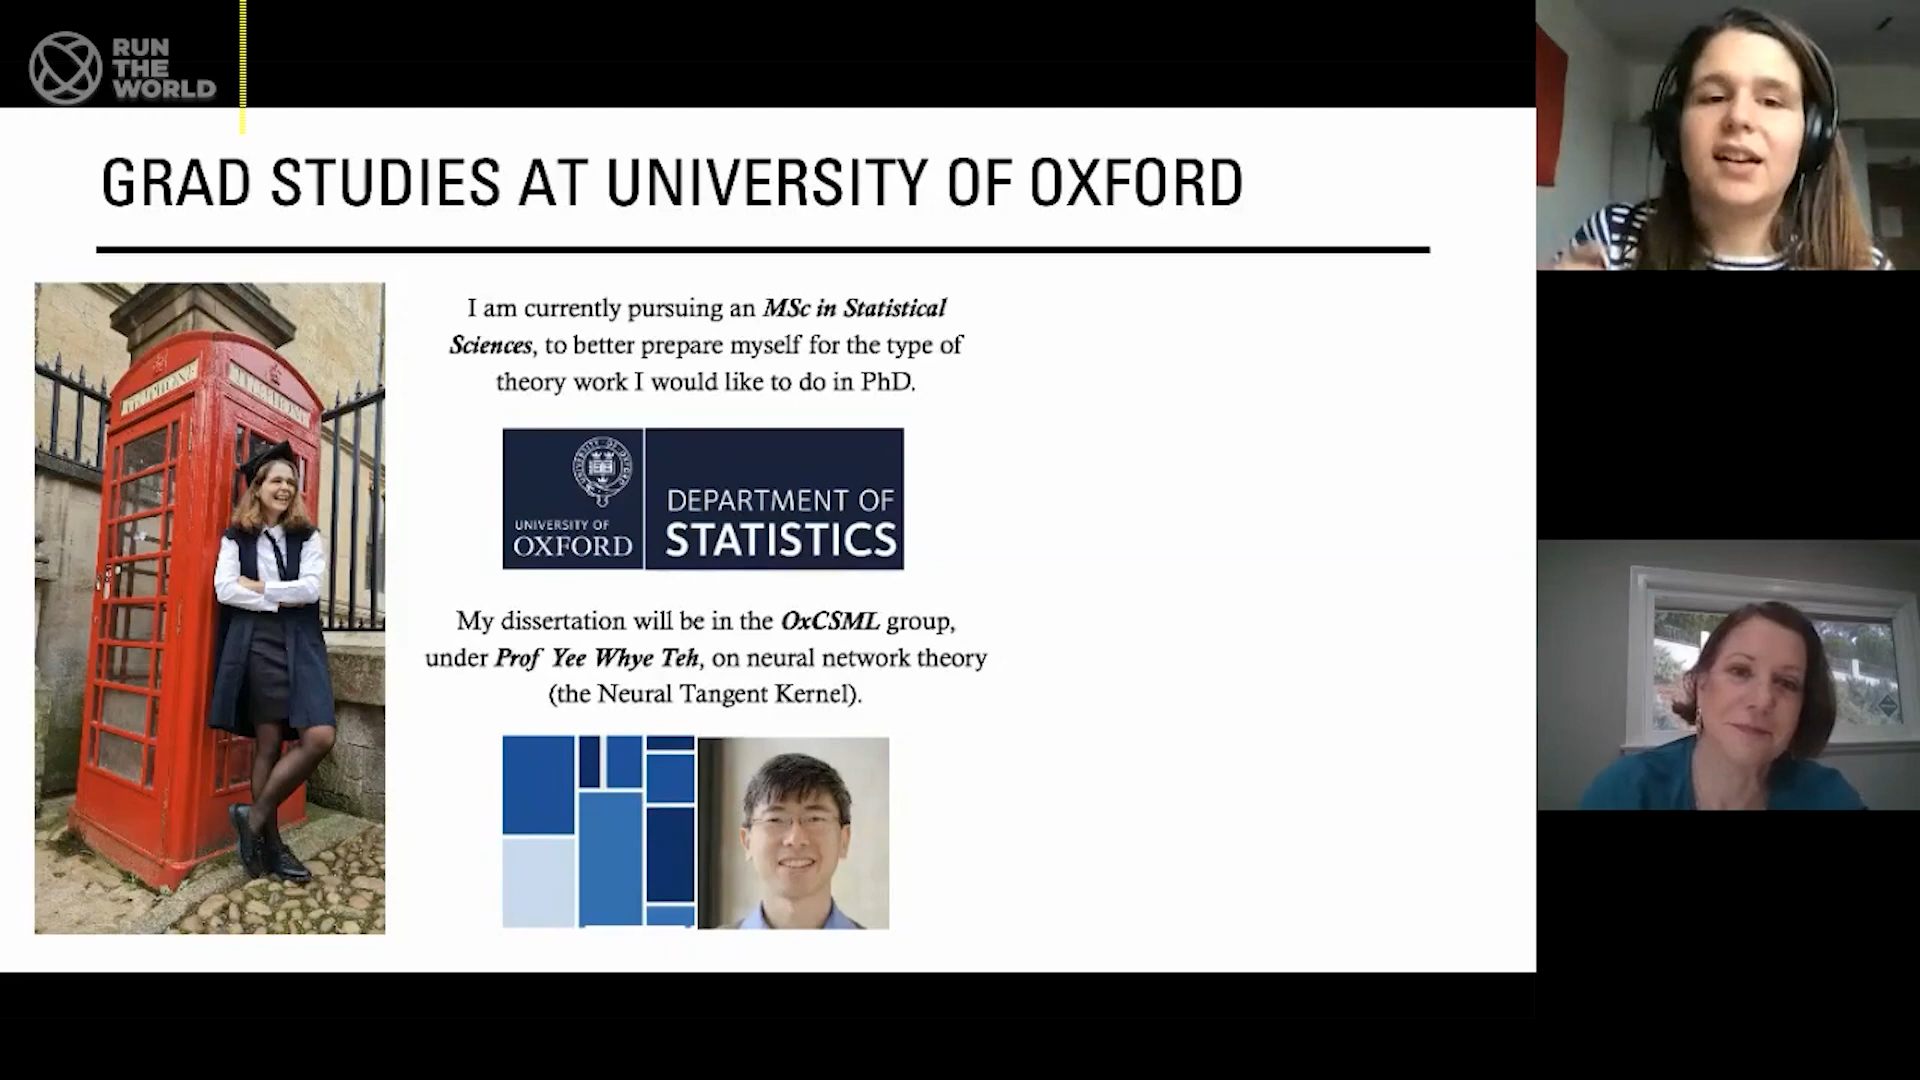 RUN
THE
WORLD
GRAD STUDIES AT UNIVERSITY OF OXFORD
I am currently pursuing an MSc in Statistical
Sciences, to better prepare myself for the type of
theory work I would like to do in PhD.
UNIVERSITY OF
OXFORD
DEPARTMENT OF
STATISTICS
My dissertation will be in the OxCSML group,
under Prof Yee Whye Teh, on neural network theory
(the Neural Tangent Kernel).
TELEPHONE